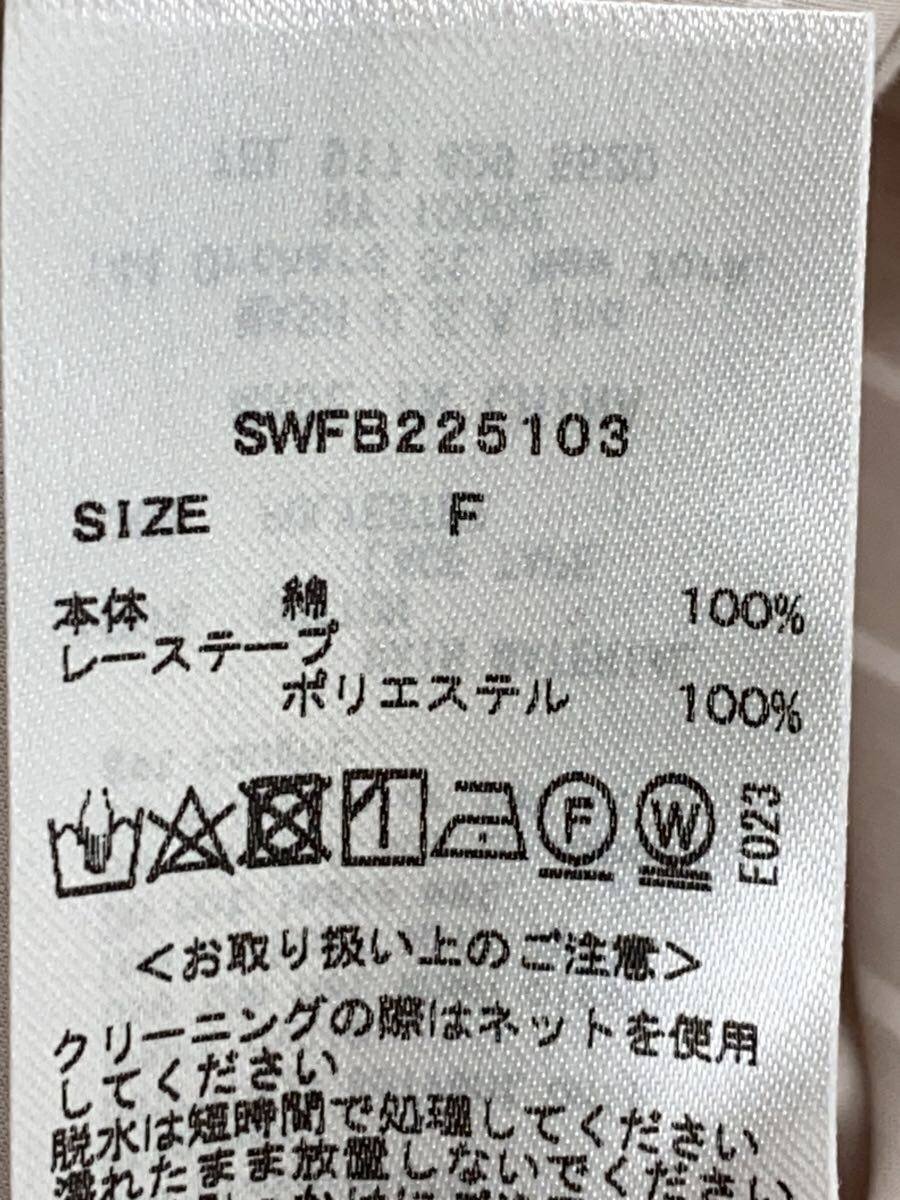 SWFB225103
SIZE F
本体 綿 100%
レーステープ
ポリエステル 100%
F
W
E023
<お取り扱い上のご注意>
クリーニングの際はネットを使用
してください
脱水は短時間で処理してください
濡れたまま放置しないでください